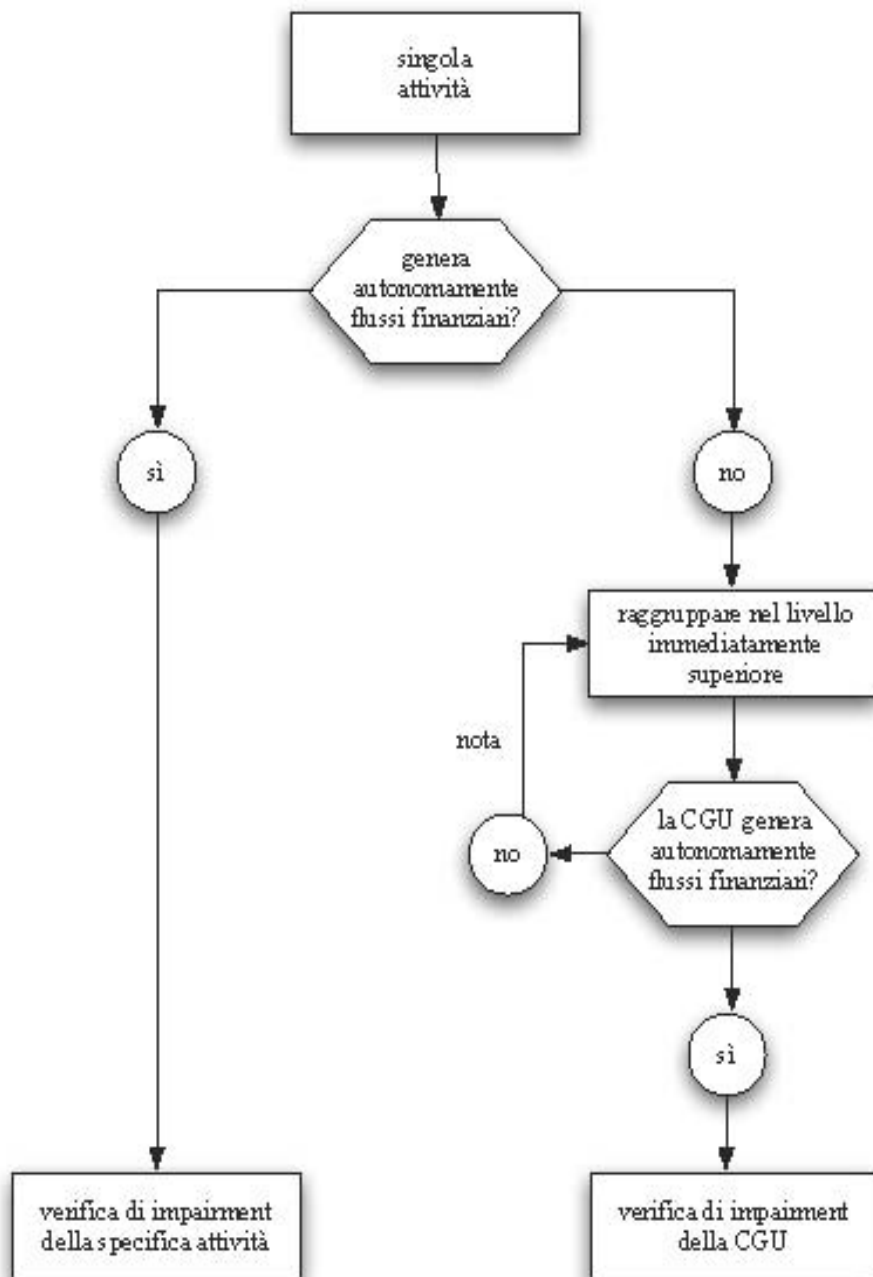 singola
attività
genera
autonomamente
flussi finanziari?
sì
no
raggruppare nel livello
immediatamente
superiore
nota
la CGU genera
autonomamente
flussi finanziari?
no
sì
verifica di impairment
della specifica attività
verifica di impairment
della CGU